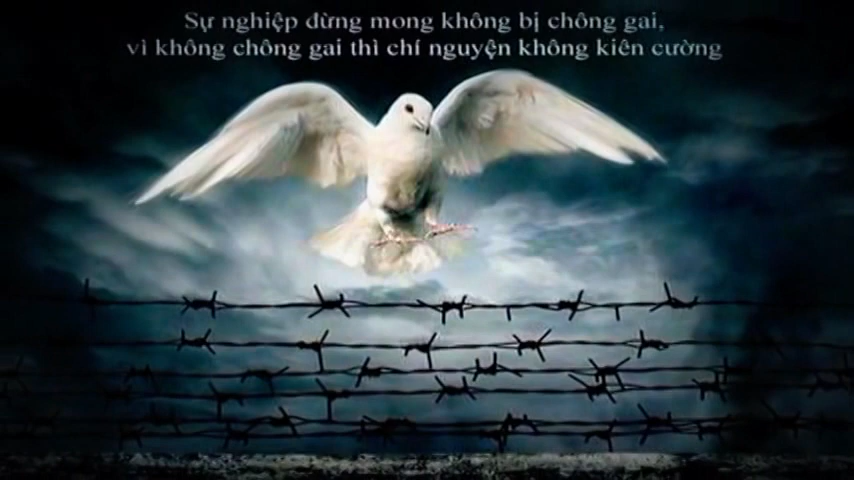 Sự nghiệp đừng mong không bị chông gai,
vì không chông gai thì chí nguyện không kiên cường